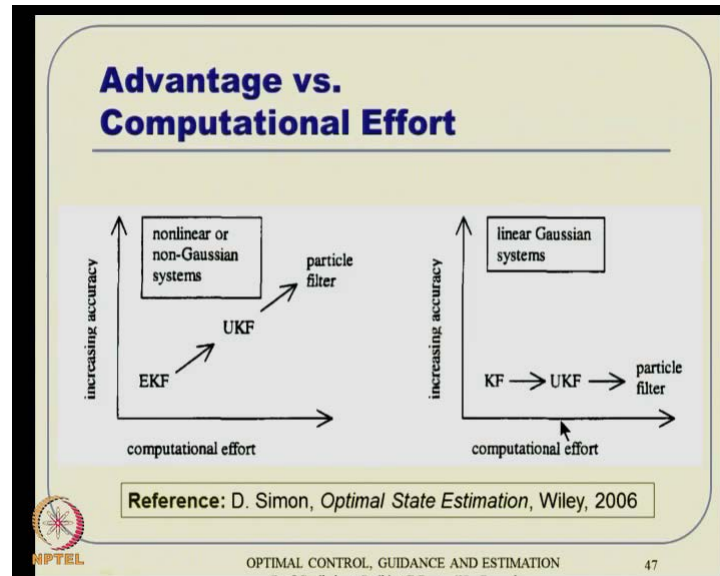 Advantage vs.
Computational Effort
increasing accuracy
nonlinear or
non-Gaussian
systems
particle
filter
UKF
EKF
computational effort
increasing accuracy
linear Gaussian
systems
KF
UKF
particle
filter
computational effort
Reference: D. Simon, Optimal State Estimation, Wiley, 2006
NPTEL
OPTIMAL CONTROL, GUIDANCE AND ESTIMATION
47